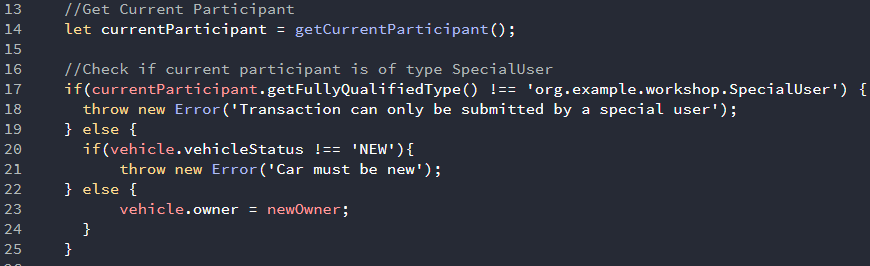 13 //Get Current Participant
14 let currentParticipant = getCurrentParticipant();
15
16 //Check if current participant is of type SpecialUser
17 if(currentParticipant.getFullyQualifiedType() !== 'org.example.workshop.SpecialUser') {
18 throw new Error('Transaction can only be submitted by a special user');
19 } else {
20 if(vehicle.vehicleStatus !== 'NEW'){
21 throw new Error('Car must be new');
22 } else {
23 vehicle.owner = newOwner;
24 }
25 }